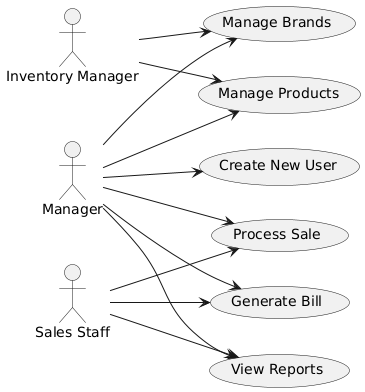 Manage Brands
Inventory Manager
Manage Products
Create New User
Manager
Process Sale
Generate Bill
Sales Staff
View Reports